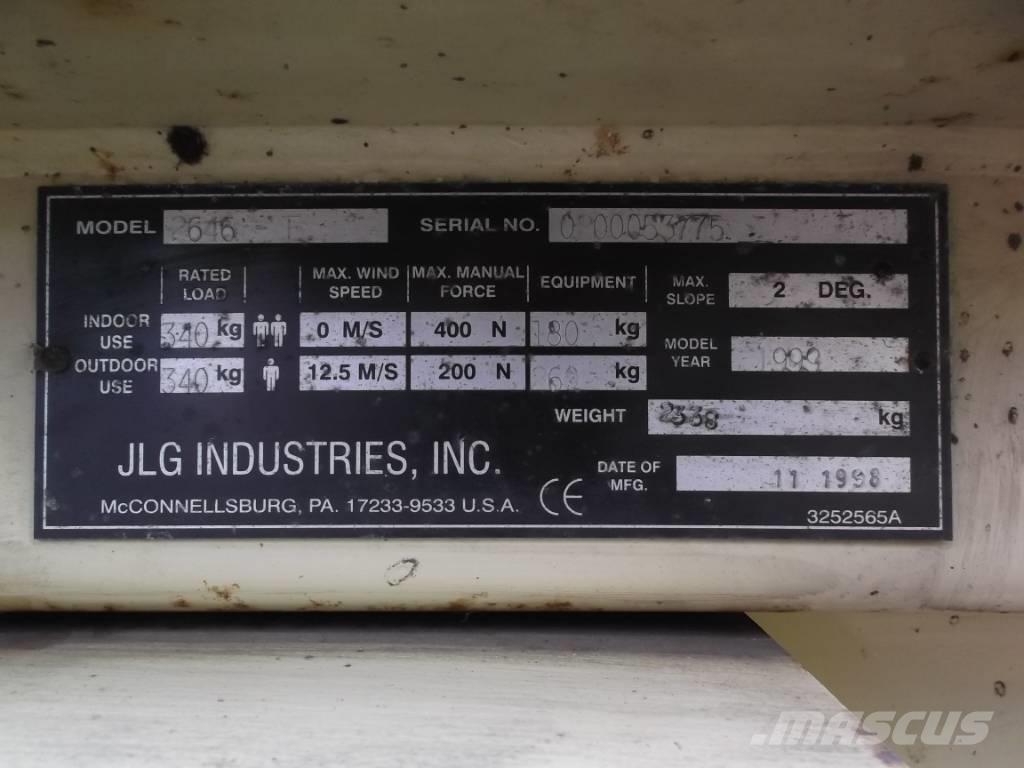 MODEL 2646 E SERIAL NO.
RATED LOAD MAX. WIND SPEED MAX. MANUAL FORCE EQUIPMENT MAX. SLOPE 2 DEG.
INDOOR USE 340 kg 0 M/S 400 N 180 kg
MODEL YEAR 1999
OUTDOOR USE 340 kg 12.5 M/S 200 N kg
WEIGHT 2338 kg
JLG INDUSTRIES, INC.
DATE OF MFG. 11 1998
McCONNELLSBURG, PA. 17233-9533 U.S.A. CE
3252565A
MASCUS